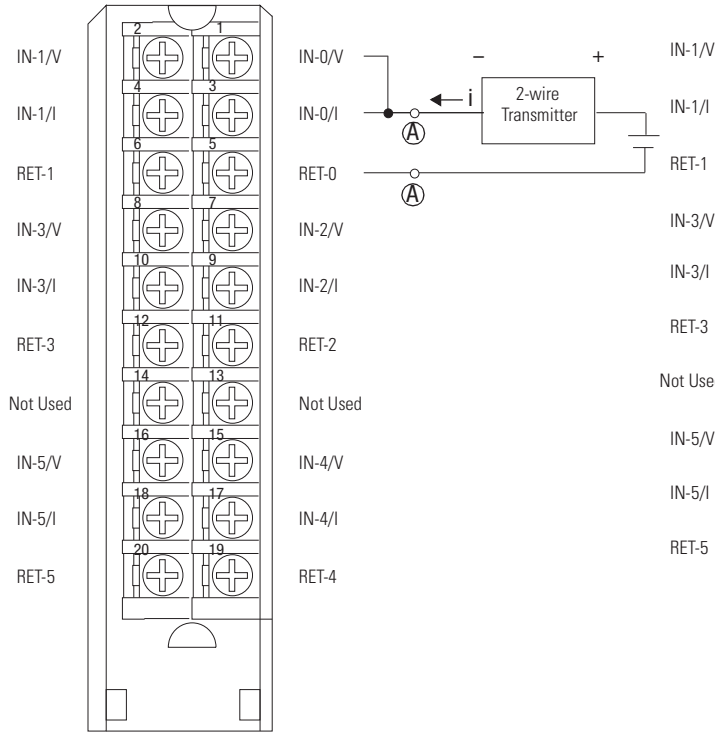 2 1
IN-1/V IN-0/V − + IN-1/V
4 3
IN-1/I IN-0/I i 2-wire IN-1/I
Transmitter
A
6 5
RET-1 RET-0 RET-1
A
8 7
IN-3/V IN-2/V IN-3/V
10 9
IN-3/I IN-2/I IN-3/I
12 11
RET-3 RET-2 RET-3
14 13
Not Used Not Used Not Use
16 15
IN-5/V IN-4/V IN-5/V
18 17
IN-5/I IN-4/I IN-5/I
20 19
RET-5 RET-4 RET-5